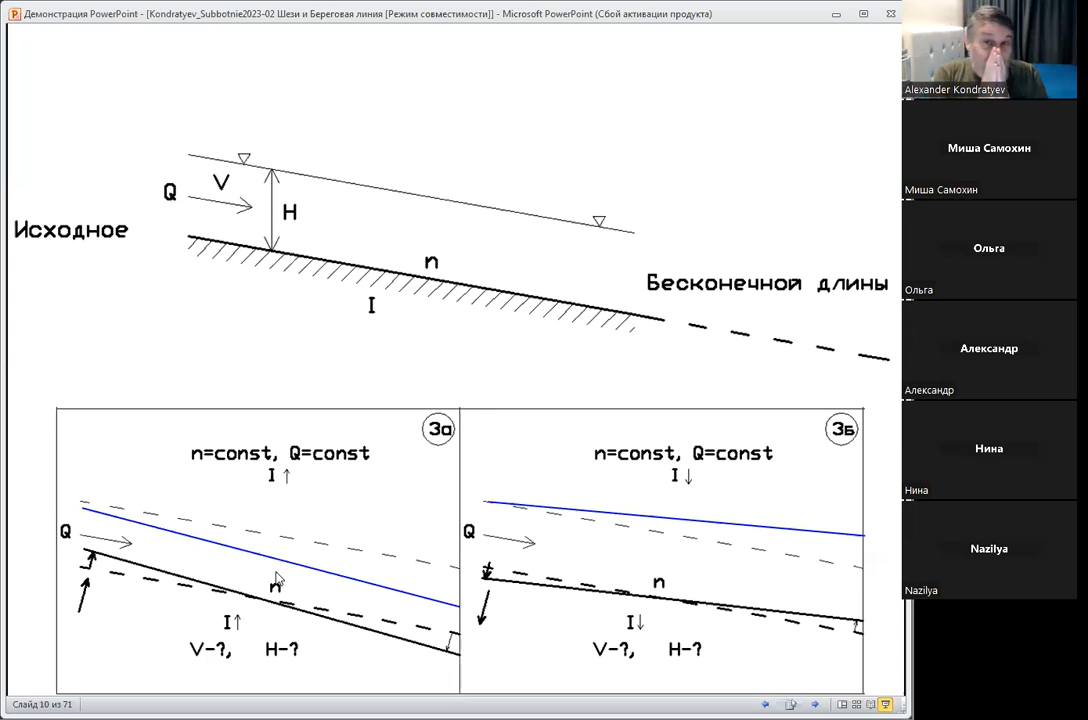 Демонстрация PowerPoint - [Kondratyev_Subbotnie2023-02 Шези и Береговая линия [Режим совместимости]] - Microsoft PowerPoint (Сбой активации продукта)
Q
V
H
Исходное
n
I
Бесконечной длины
3а
n=const, Q=const
I ↑
Q
n
I↑
V-?, H-?
3б
n=const, Q=const
I ↓
Q
n
I↓
V-?, H-?
Слайд 10 из 71
Alexander Kondratyev
Миша Самохин
Миша Самохин
Ольга
Ольга
Александр
Александр
Нина
Нина
Nazilya
Nazilya